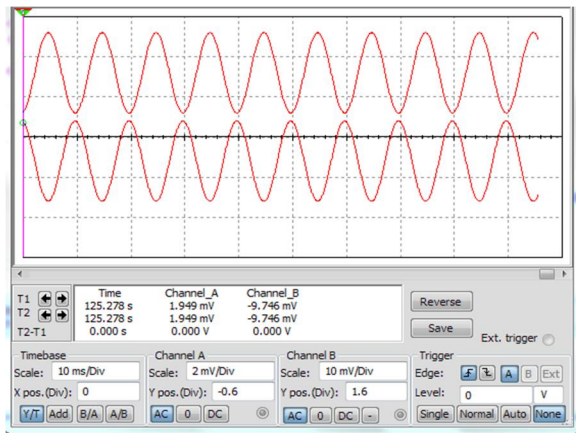 Time Channel_A Channel_B
T1 125.278 s 1.949 mV -9.746 mV
T2 125.278 s 1.949 mV -9.746 mV
T2-T1 0.000 s 0.000 V 0.000 V
Reverse
Save
Ext. trigger
Timebase
Scale: 10 ms/Div
X pos.(Div): 0
Y/T Add B/A A/B
Channel A
Scale: 2 mV/Div
Y pos.(Div): -0.6
AC 0 DC
Channel B
Scale: 10 mV/Div
Y pos.(Div): 1.6
AC 0 DC -
Trigger
Edge: A B Ext
Level: 0 V
Single Normal Auto None